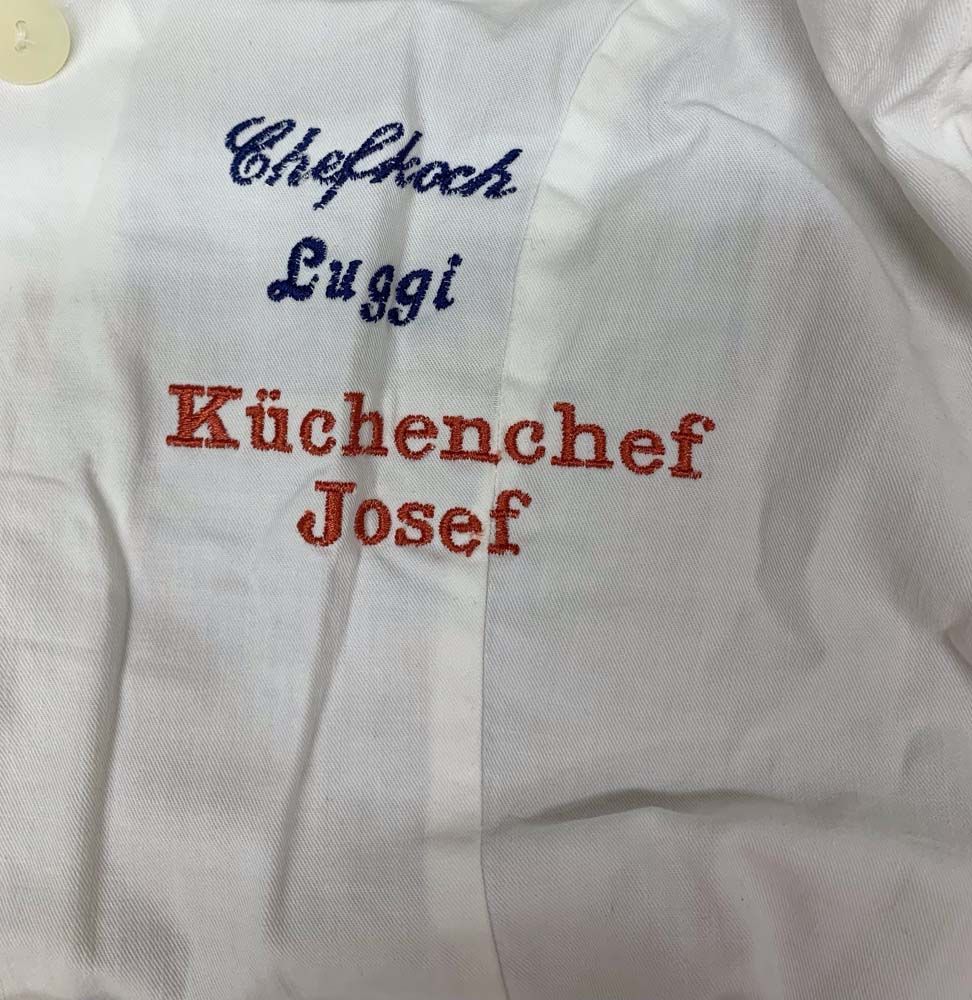 Chefkoch
Luggi
Küchenchef
Josef